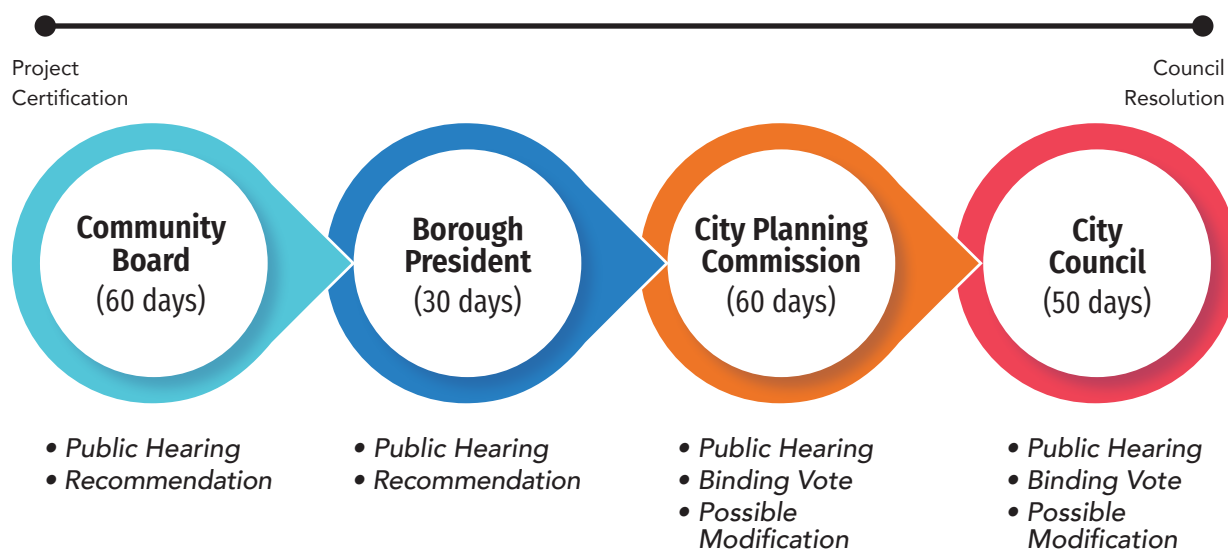 Project
Certification
Council
Resolution
Community
Board
(60 days)
Borough
President
(30 days)
City Planning
Commission
(60 days)
City
Council
(50 days)
• Public Hearing
• Recommendation
• Public Hearing
• Recommendation
• Public Hearing
• Binding Vote
• Possible
Modification
• Public Hearing
• Binding Vote
• Possible
Modification